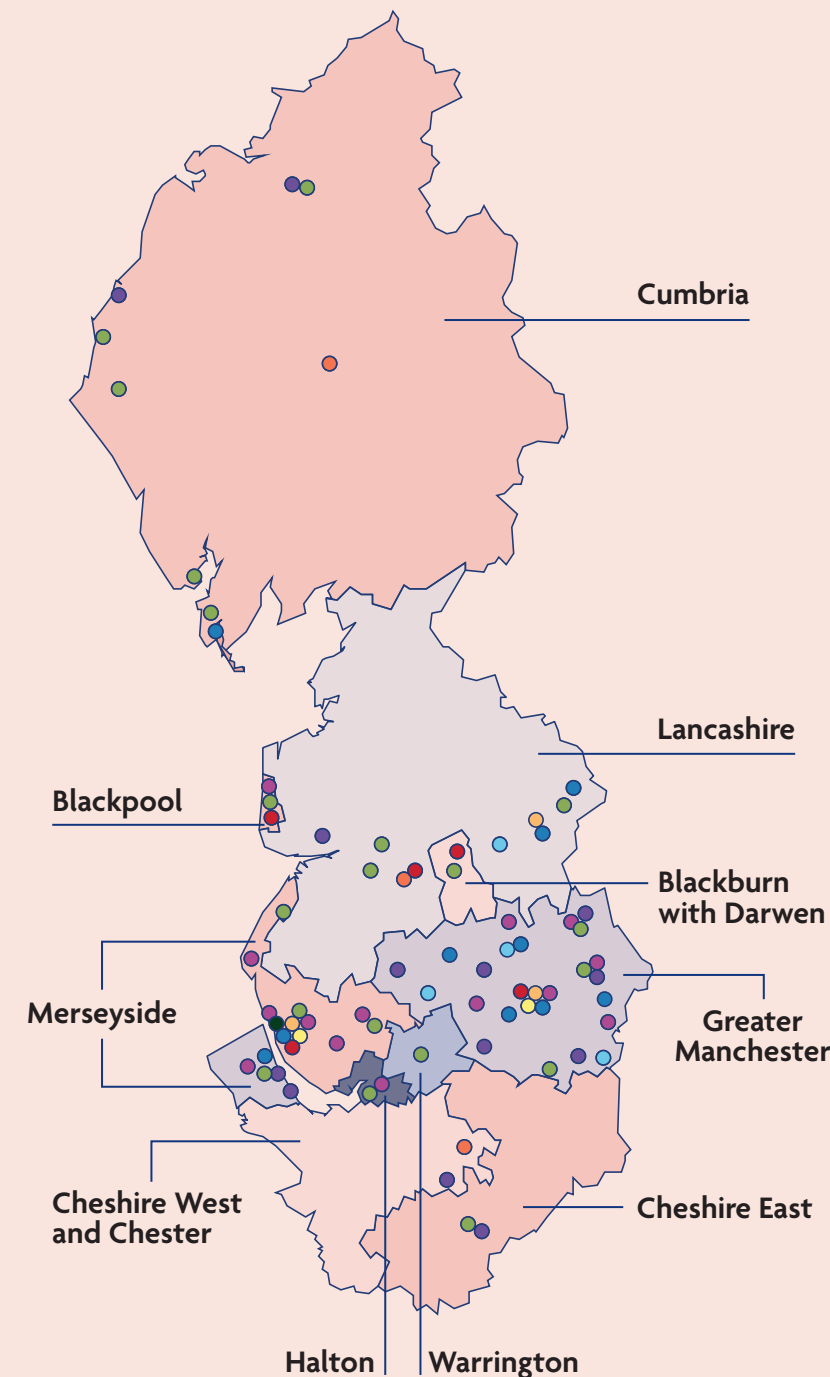 Cumbria
Lancashire
Blackpool
Blackburn
with Darwen
Merseyside
Greater
Manchester
Cheshire West
and Chester
Cheshire East
Halton
Warrington